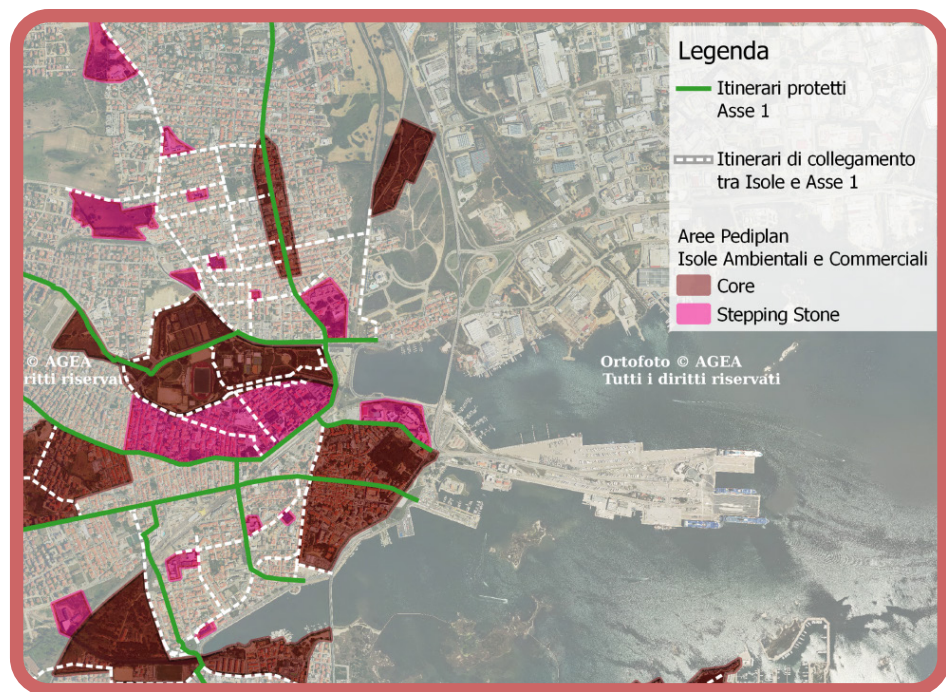 Legenda
Itinerari protetti
Asse 1
Itinerari di collegamento
tra Isole e Asse 1
Aree Pediplan
Isole Ambientali e Commerciali
Core
Stepping Stone
© AGEA
ritti riservat
Ortofoto © AGEA
Tutti i diritti riservati